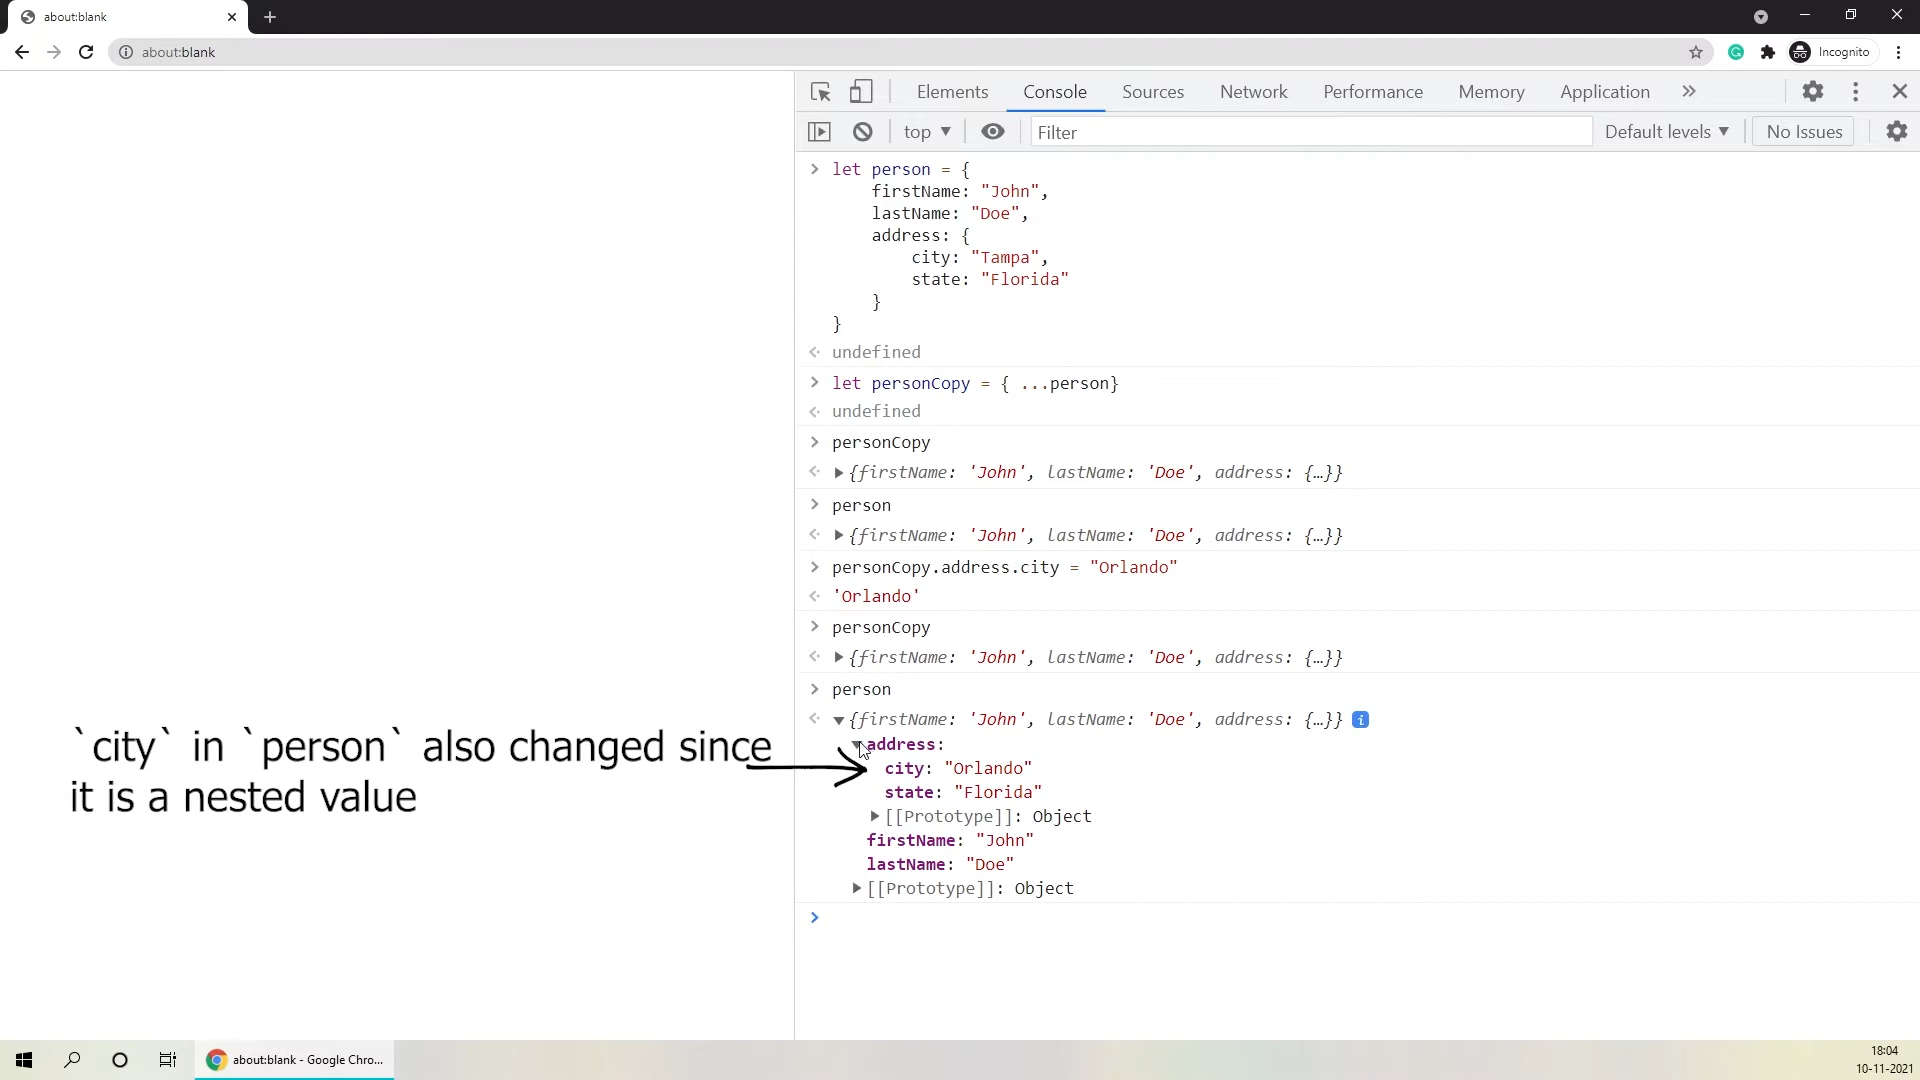 about:blank
about:blank
Incognito
Elements Console Sources Network Performance Memory Application
top Filter Default levels No Issues
let person = {
firstName: "John",
lastName: "Doe",
address: {
city: "Tampa",
state: "Florida"
}
}
undefined
let personCopy = { ...person}
undefined
personCopy
{firstName: 'John', lastName: 'Doe', address: {…}}
person
{firstName: 'John', lastName: 'Doe', address: {…}}
personCopy.address.city = "Orlando"
'Orlando'
personCopy
{firstName: 'John', lastName: 'Doe', address: {…}}
person
{firstName: 'John', lastName: 'Doe', address: {…}} i
address:
city: "Orlando"
state: "Florida"
[[Prototype]]: Object
firstName: "John"
lastName: "Doe"
[[Prototype]]: Object
`city` in `person` also changed since
it is a nested value
about:blank - Google Chro...
18:04
10-11-2021